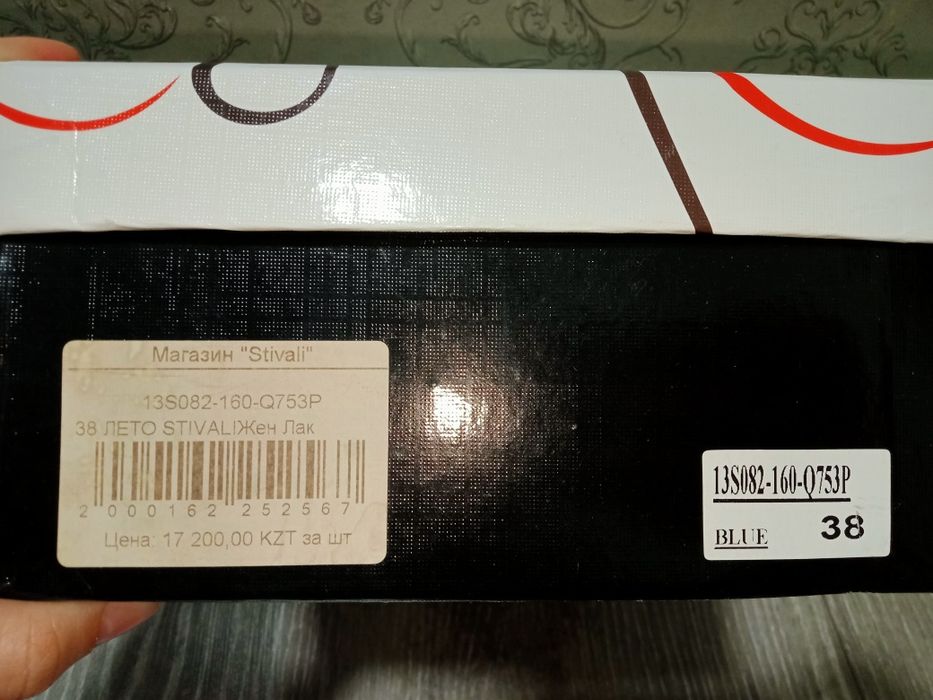 Магазин "Stivali"
13S082-160-Q753P
38 ЛЕТО STIVALIЖен Лак
2 000162 252567
Цена: 17 200,00 KZT за шт
13S082-160-Q753P
BLUE 38